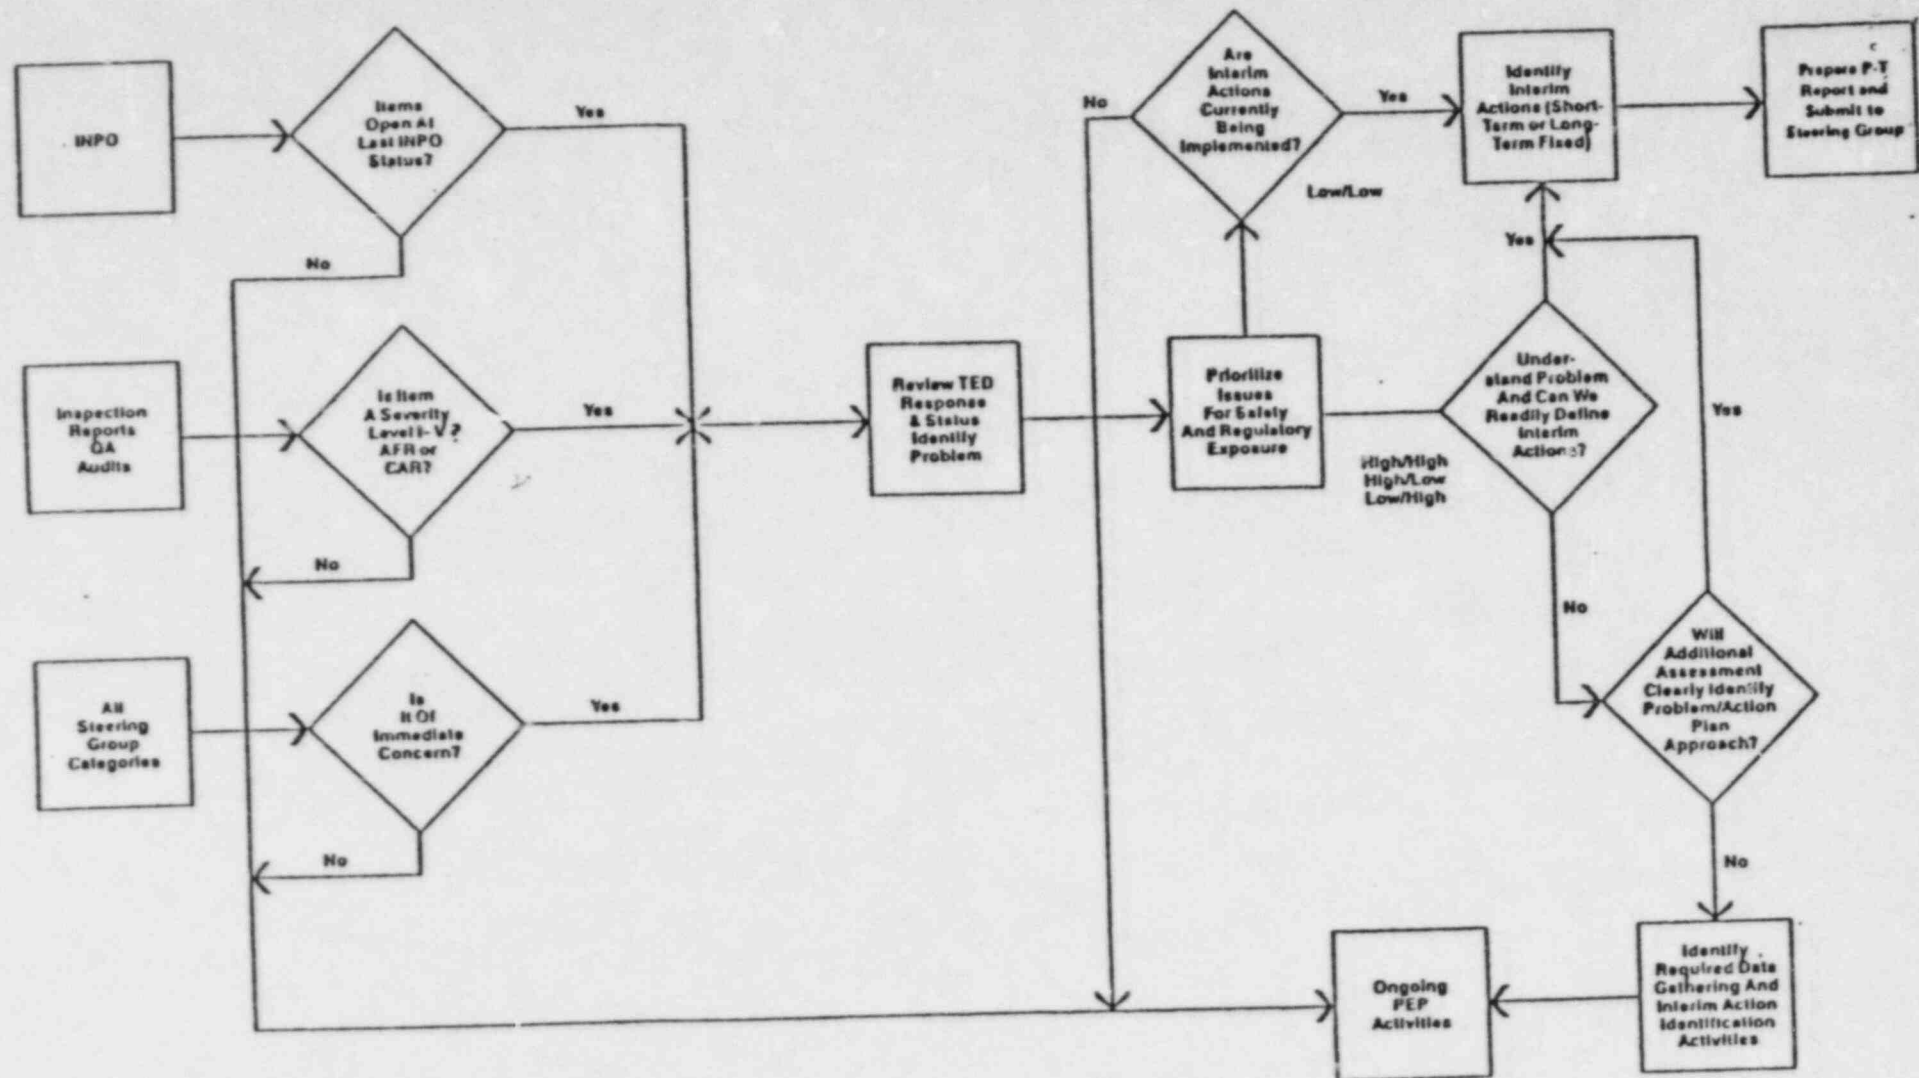 INPO
Items
Open At
Last INPO
Status?
Yes
No
Inspection
Reports
QA
Audits
Is Item
A Severity
Level I-V?
AFR or
CAR?
Yes
No
All
Steering
Group
Categories
Is
It Of
Immediate
Concern?
Yes
No
Review TED
Response
& Status
Identify
Problem
Prioritize
Issues
For Safety
And Regulatory
Exposure
Low/Low
Are
Interim
Actions
Currently
Being
Implemented?
No
Yes
Identify
Interim
Actions (Short-
Term or Long-
Term Fixed)
Prepare P-T
Report and
Submit to
Steering Group
High/High
High/Low
Low/High
Under-
stand Problem
And Can We
Readily Define
Interim
Actions?
Yes
No
Will
Additional
Assessment
Clearly Identify
Problem/Action
Plan
Approach?
Yes
No
Identify
Required Data
Gathering And
Interim Action
Identification
Activities
Ongoing
PEP
Activities